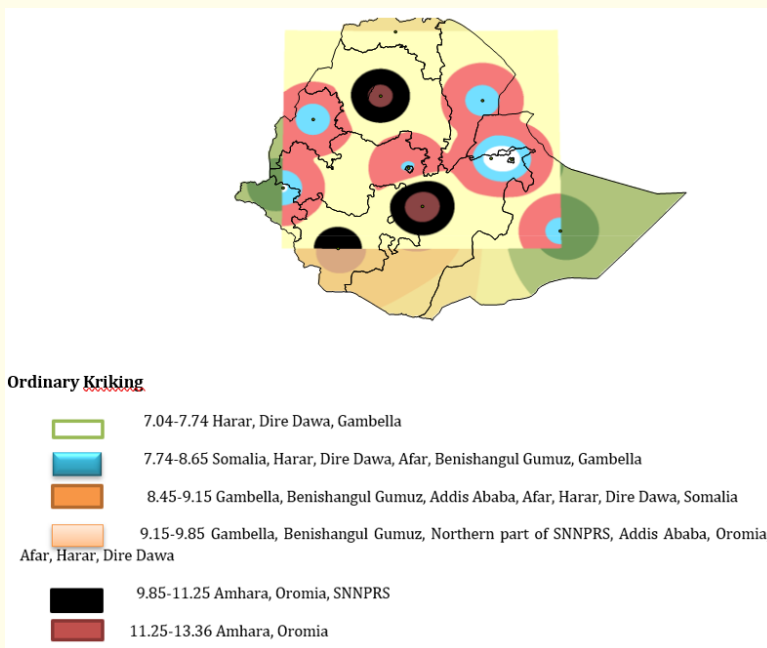 Ordinary Kriking
7.04-7.74 Harar, Dire Dawa, Gambella
7.74-8.65 Somalia, Harar, Dire Dawa, Afar, Benishangul Gumuz, Gambella
8.45-9.15 Gambella, Benishangul Gumuz, Addis Ababa, Afar, Harar, Dire Dawa, Somalia
9.15-9.85 Gambella, Benishangul Gumuz, Northern part of SNNPRS, Addis Ababa, Oromia
Afar, Harar, Dire Dawa
9.85-11.25 Amhara, Oromia, SNNPRS
11.25-13.36 Amhara, Oromia